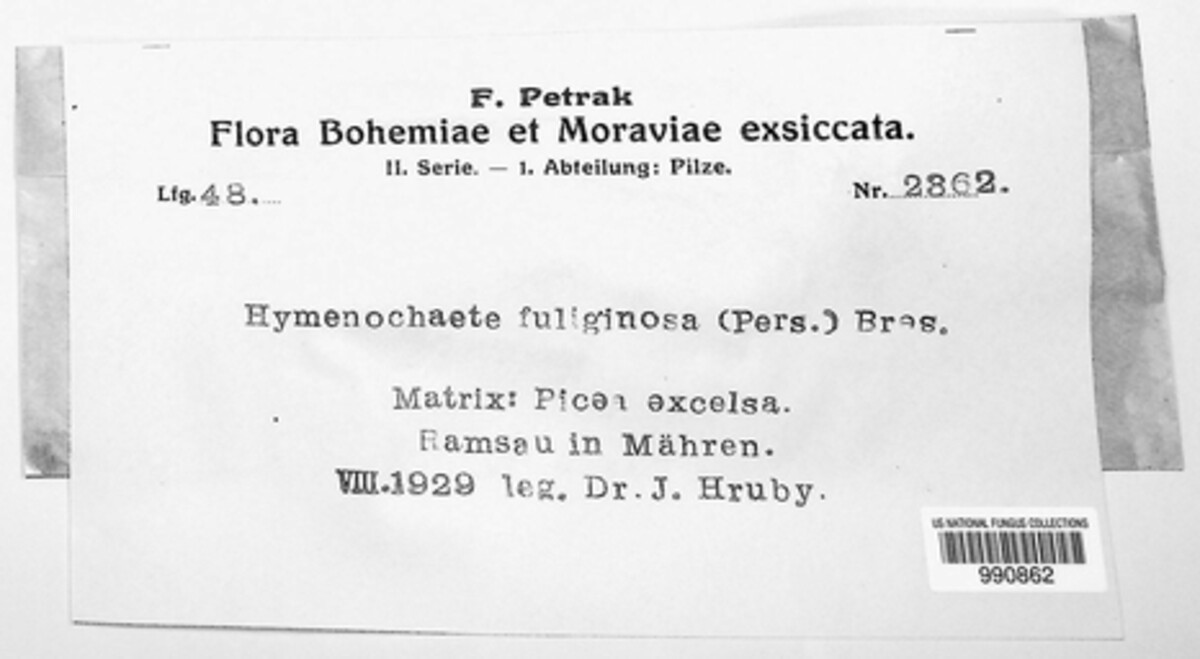 F. Petrak
Flora Bohemiae et Moraviae exsiccata.
II. Serie. — 1. Abteilung: Pilze.
Lfg. 48.
Nr. 2862.
Hymenochaete fuliginosa (Pers.) Bres.
Matrix: Picea excelsa.
Ramsau in Mähren.
VIII.1929 leg. Dr. J. Hruby.
US NATIONAL FUNGUS COLLECTIONS
990862